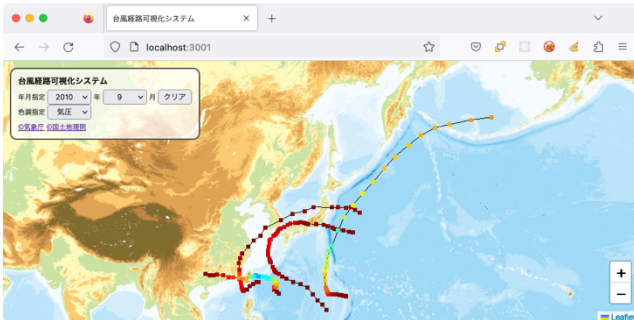 台風経路可視化システム
localhost:3001
台風経路可視化システム
年月指定 2010 年 9 月 クリア
色調指定 気圧
©気象庁 ©国土地理院
+
−
Leaflet